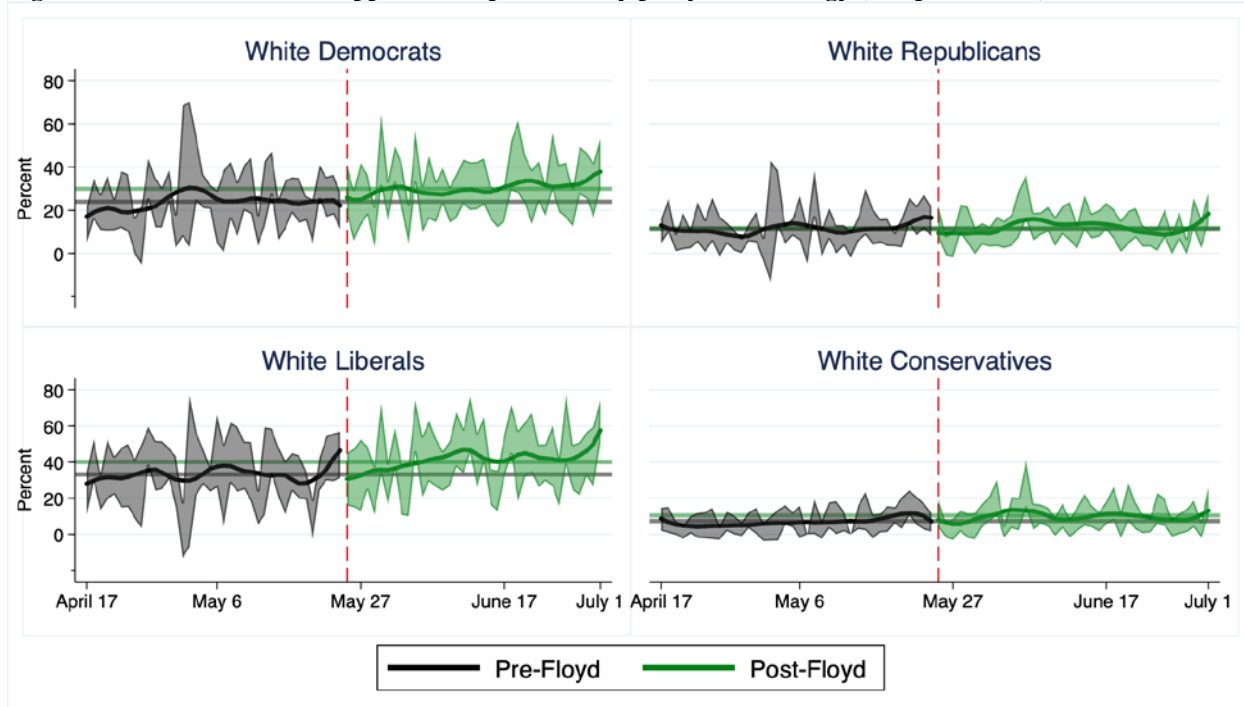 White Democrats
White Republicans
80
60
40
20
0
Percent
White Liberals
White Conservatives
80
60
40
20
0
Percent
April 17 May 6 May 27 June 17 July 1 April 17 May 6 May 27 June 17 July 1
Pre-Floyd Post-Floyd